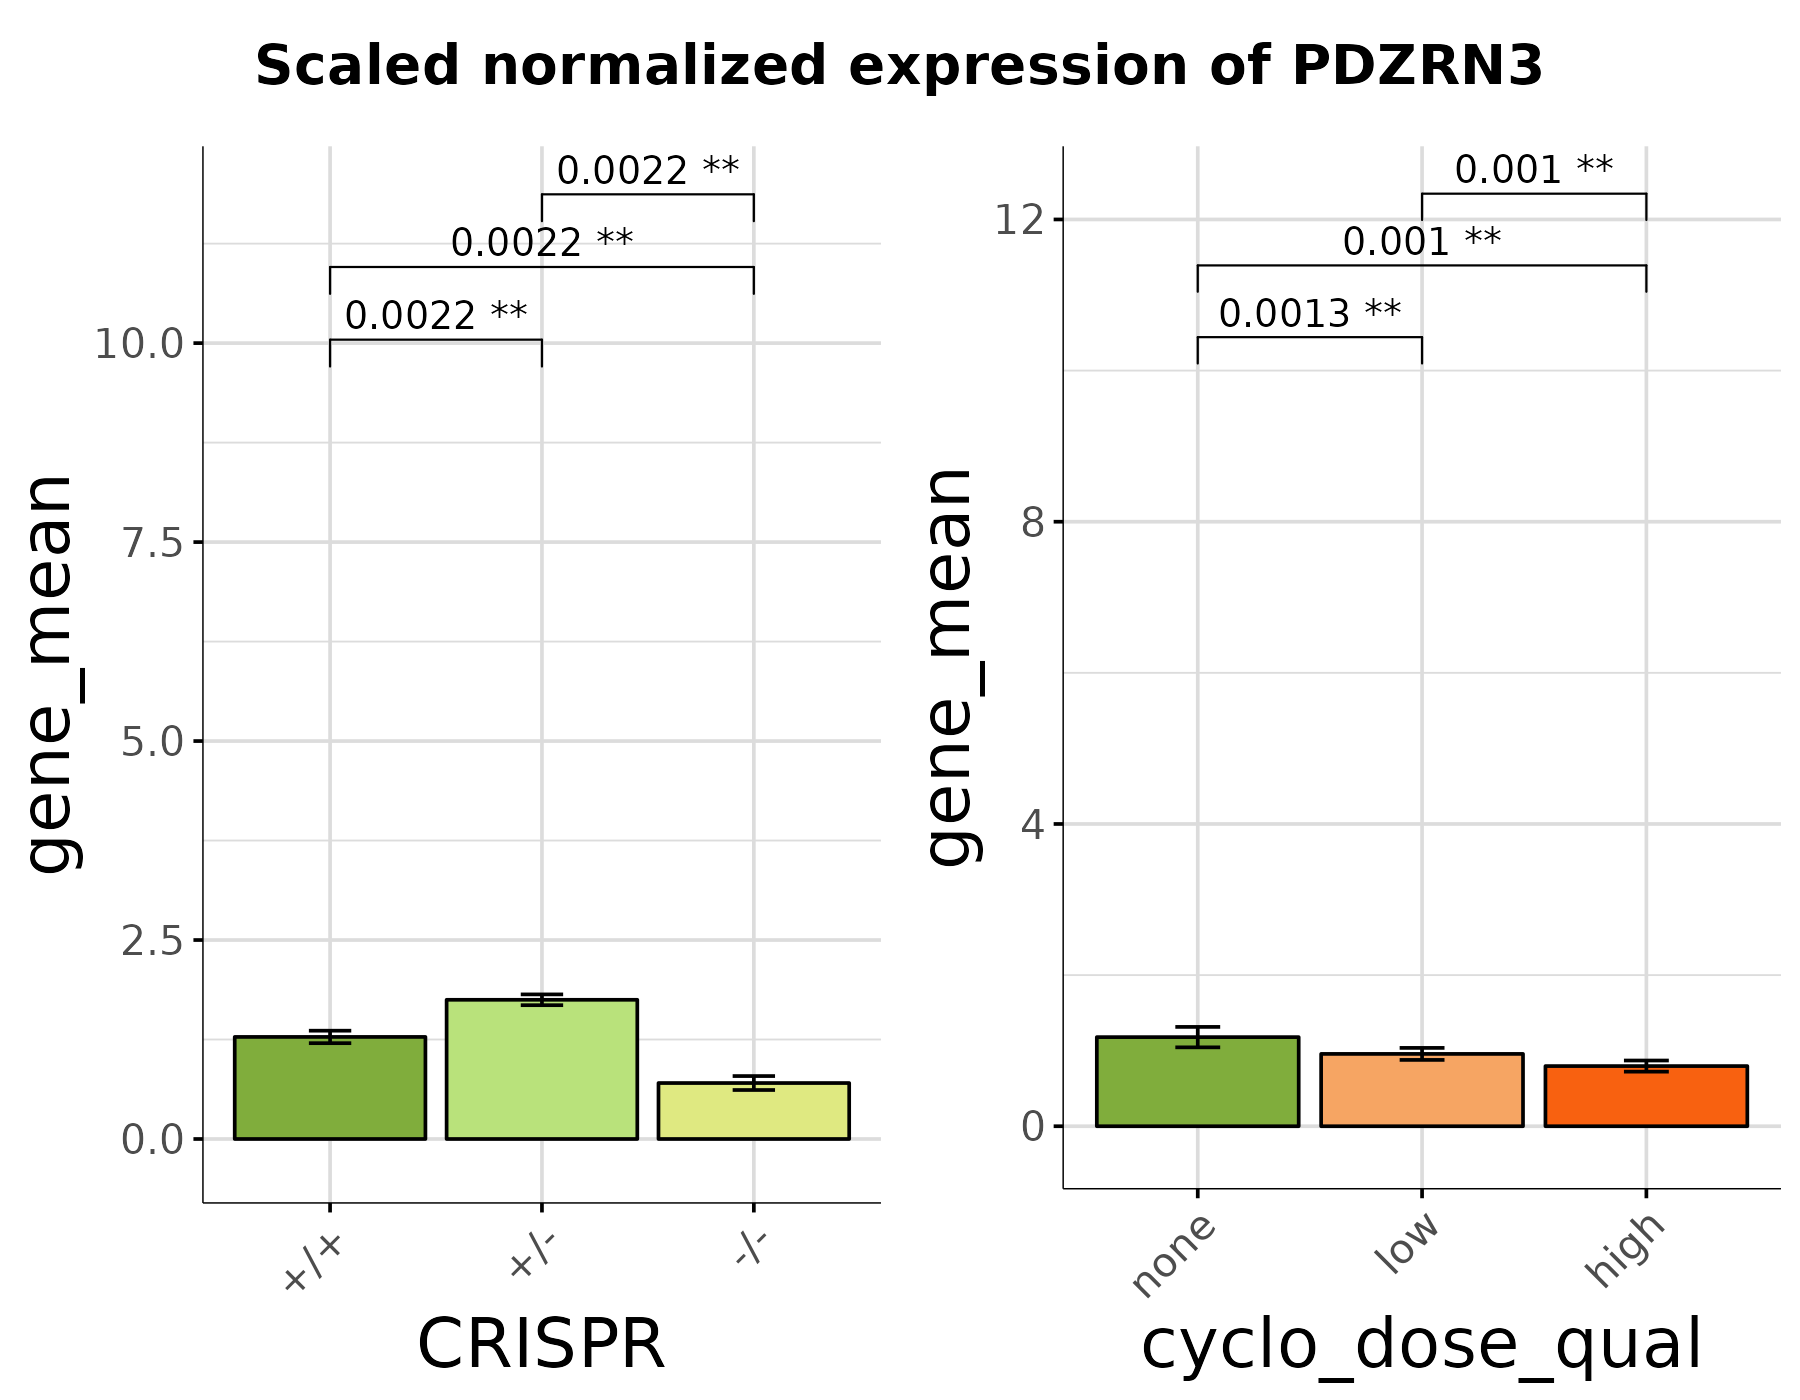 Scaled normalized expression of PDZRN3
gene_mean
0.0022 **
0.0022 **
0.0022 **
10.0
7.5
5.0
2.5
0.0
+/+
+/-
-/-
CRISPR
gene_mean
0.001 **
0.001 **
0.0013 **
12
8
4
0
none
low
high
cyclo_dose_qual